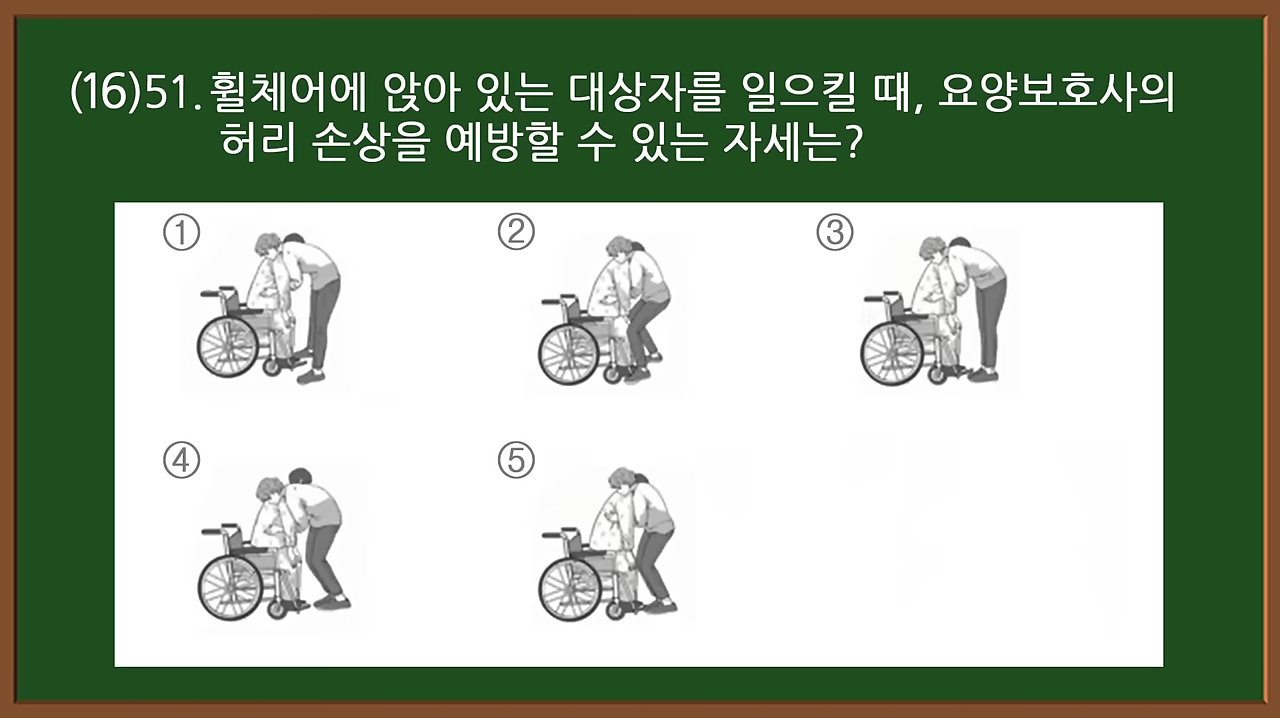 (16)51. 휠체어에 앉아 있는 대상자를 일으킬 때, 요양보호사의
허리 손상을 예방할 수 있는 자세는?
① ② ③
④ ⑤